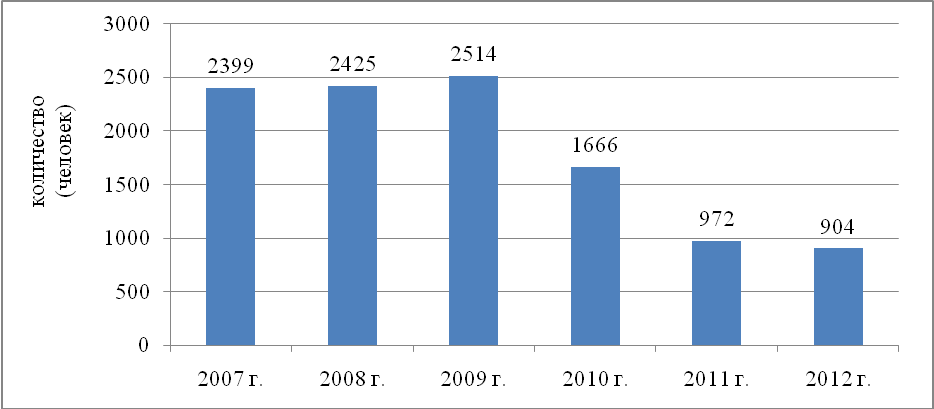 количество
(человек)
3000
2500
2000
1500
1000
500
0
2399
2425
2514
1666
972
904
2007 г.
2008 г.
2009 г.
2010 г.
2011 г.
2012 г.